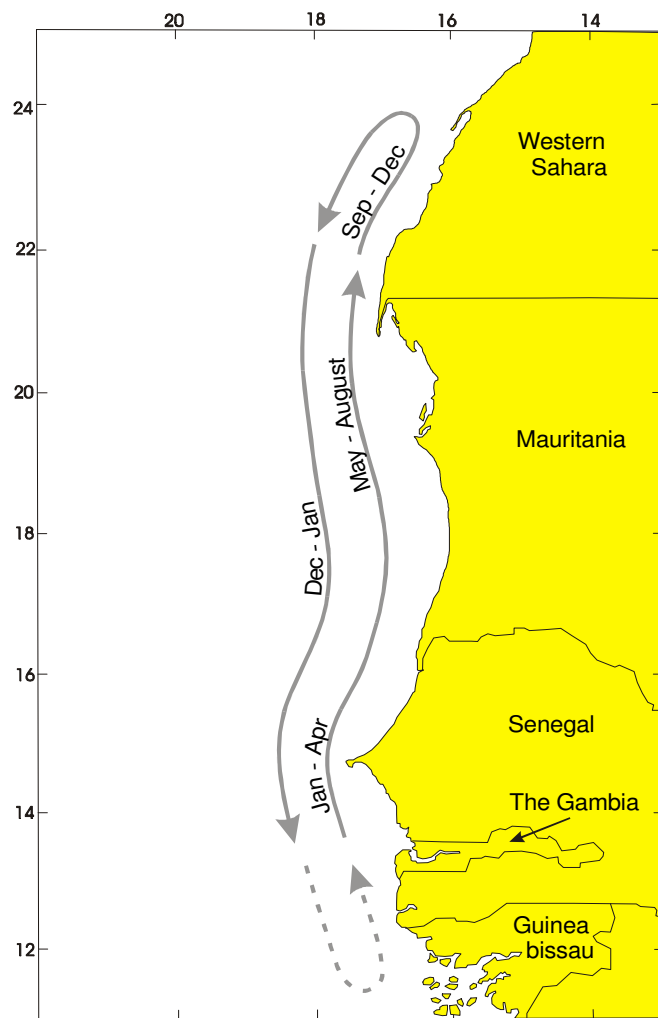 20 18 16 14
24
Western
Sahara
Sep - Dec
22
20
May - August
Mauritania
18
Dec - Jan
16
Senegal
Jan - Apr
The Gambia
14
Guinea
bissau
12